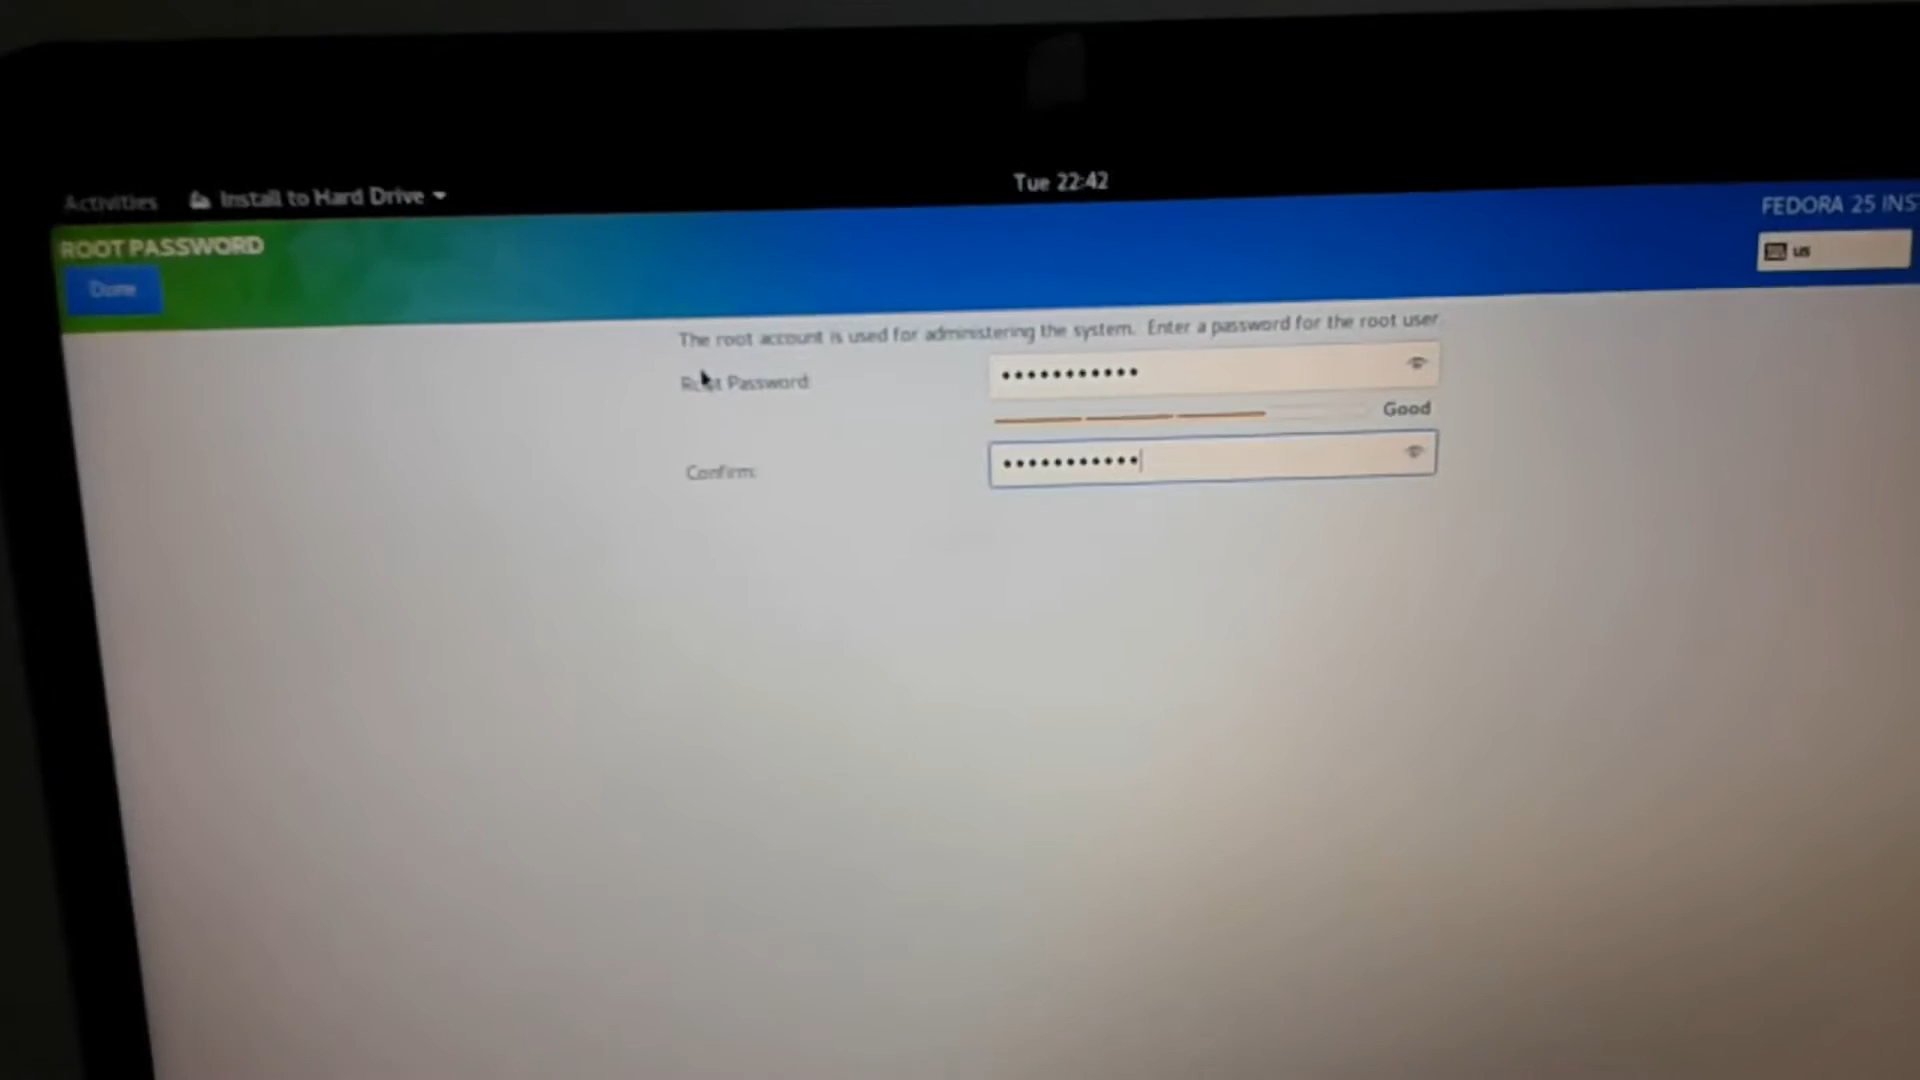 Activities Install to Hard Drive Tue 22:42
ROOT PASSWORD FEDORA 25 INS
Done us
The root account is used for administering the system. Enter a password for the root user.
Root Password: •••••••••••
Good
Confirm: •••••••••••